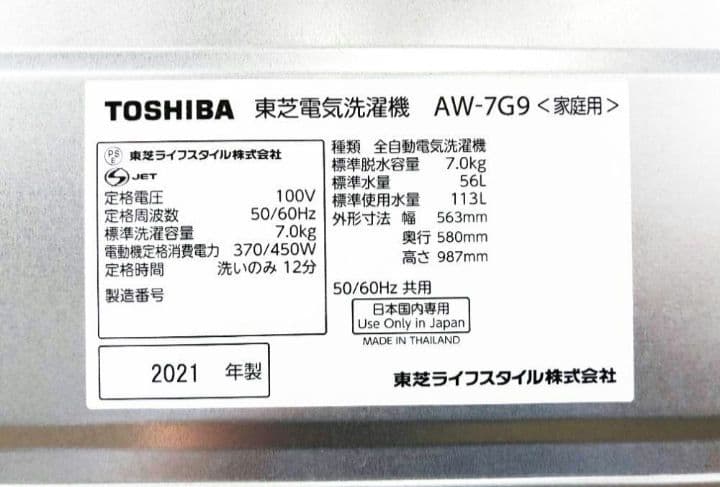 TOSHIBA 東芝電気洗濯機 AW-7G9 <家庭用>
PS
E
東芝ライフスタイル株式会社
S JET
定格電圧 100V
定格周波数 50/60Hz
標準洗濯容量 7.0kg
電動機定格消費電力 370/450W
定格時間 洗いのみ 12分
製造番号
種類 全自動電気洗濯機
標準脱水容量 7.0kg
標準水量 56L
標準使用水量 113L
外形寸法 幅 563mm
奥行 580mm
高さ 987mm
50/60Hz 共用
日本国内専用
Use Only in Japan
MADE IN THAILAND
2021 年製
東芝ライフスタイル株式会社